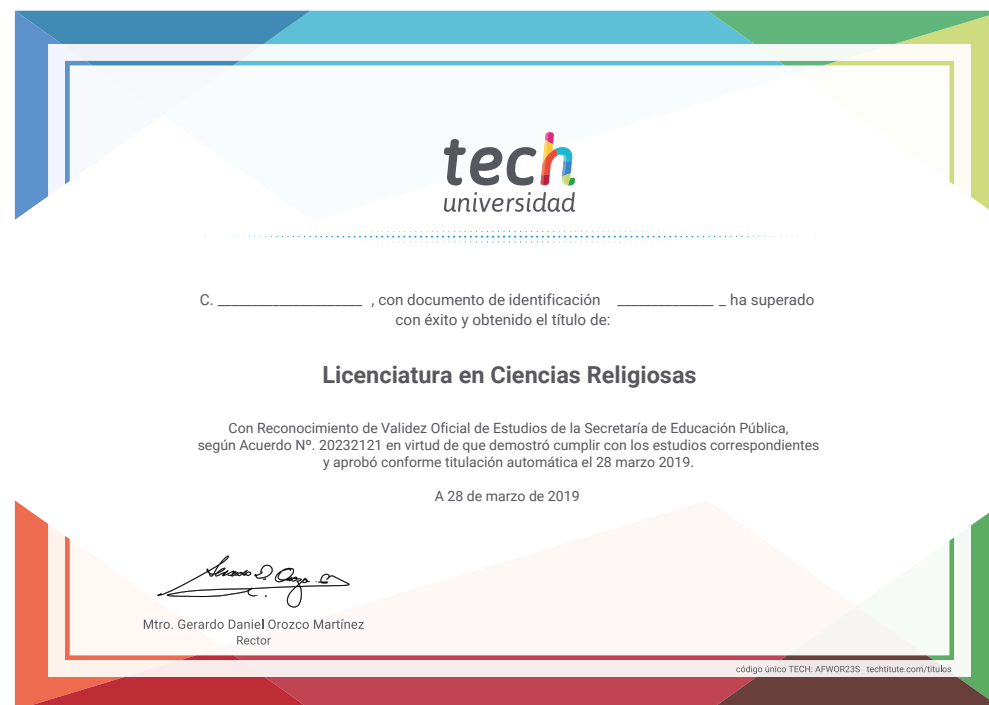 tech
universidad
C. _____________________ , con documento de identificación ______________ _ ha superado
con éxito y obtenido el título de:
Licenciatura en Ciencias Religiosas
Con Reconocimiento de Validez Oficial de Estudios de la Secretaría de Educación Pública,
según Acuerdo Nº. 20232121 en virtud de que demostró cumplir con los estudios correspondientes
y aprobó conforme titulación automática el 28 marzo 2019.
A 28 de marzo de 2019
Mtro. Gerardo Daniel Orozco Martínez
Rector
código único TECH: AFWOR23S techtitute.com/titulos